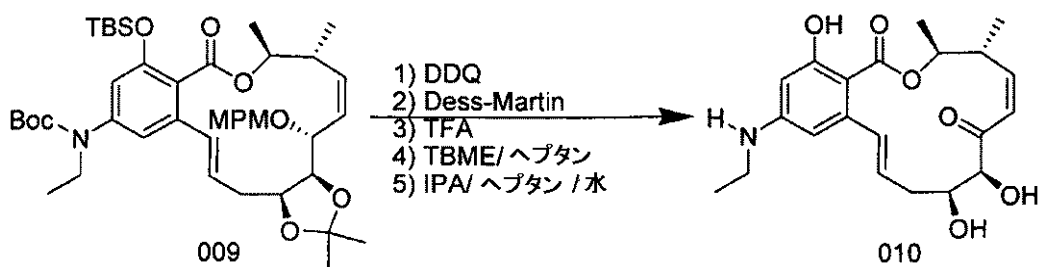 TBSO
O
O
Boc
N
MPMO
O
O
009
1) DDQ
2) Dess-Martin
3) TFA
4) TBME/ ヘプタン
5) IPA/ ヘプタン / 水
OH
O
O
H
N
O
OH
OH
010